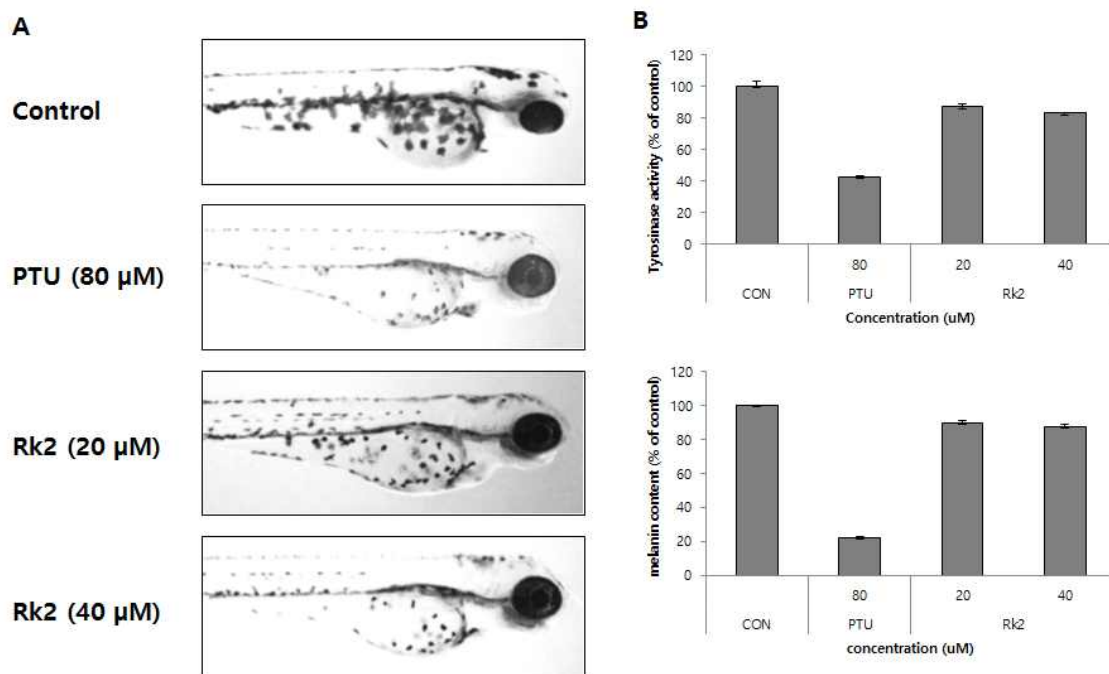 A
Control
PTU (80 μM)
Rk2 (20 μM)
Rk2 (40 μM)
B
Tyrosinase activity (% of control)
120
100
80
60
40
20
0
80 20 40
CON PTU Rk2
Concentration (uM)
melanin content (% of control)
120
100
80
60
40
20
0
80 20 40
CON PTU Rk2
concentration (uM)